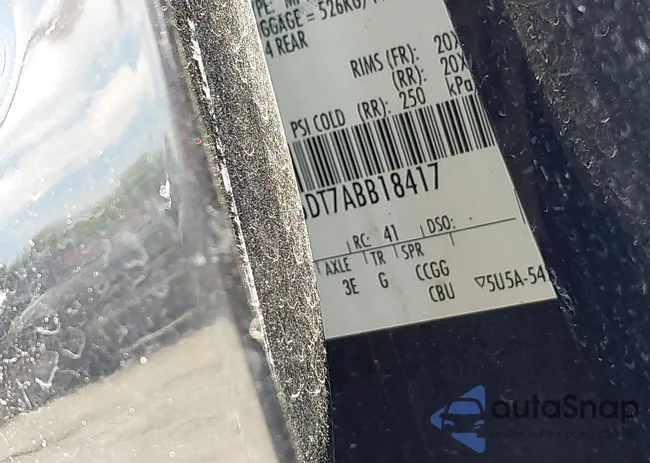 GGAGE = 526KG/
4 REAR
RIMS (FR): 20X
(RR): 20X
PSI COLD (RR): 250 kPa
DT7ABB18417
RC: 41 DSO:
AXLE TR SPR
3E G CCGG
CBU ▽5U5A-54
autaSnap